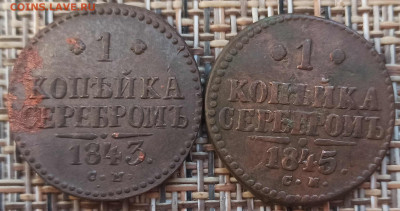 COINS.LAVE.RU
1
КОПѢЙКА
СЕРЕБРОМЪ
1843.
С. М.
1
КОПѢЙКА
СЕРЕБРОМЪ
1845.
С. М.